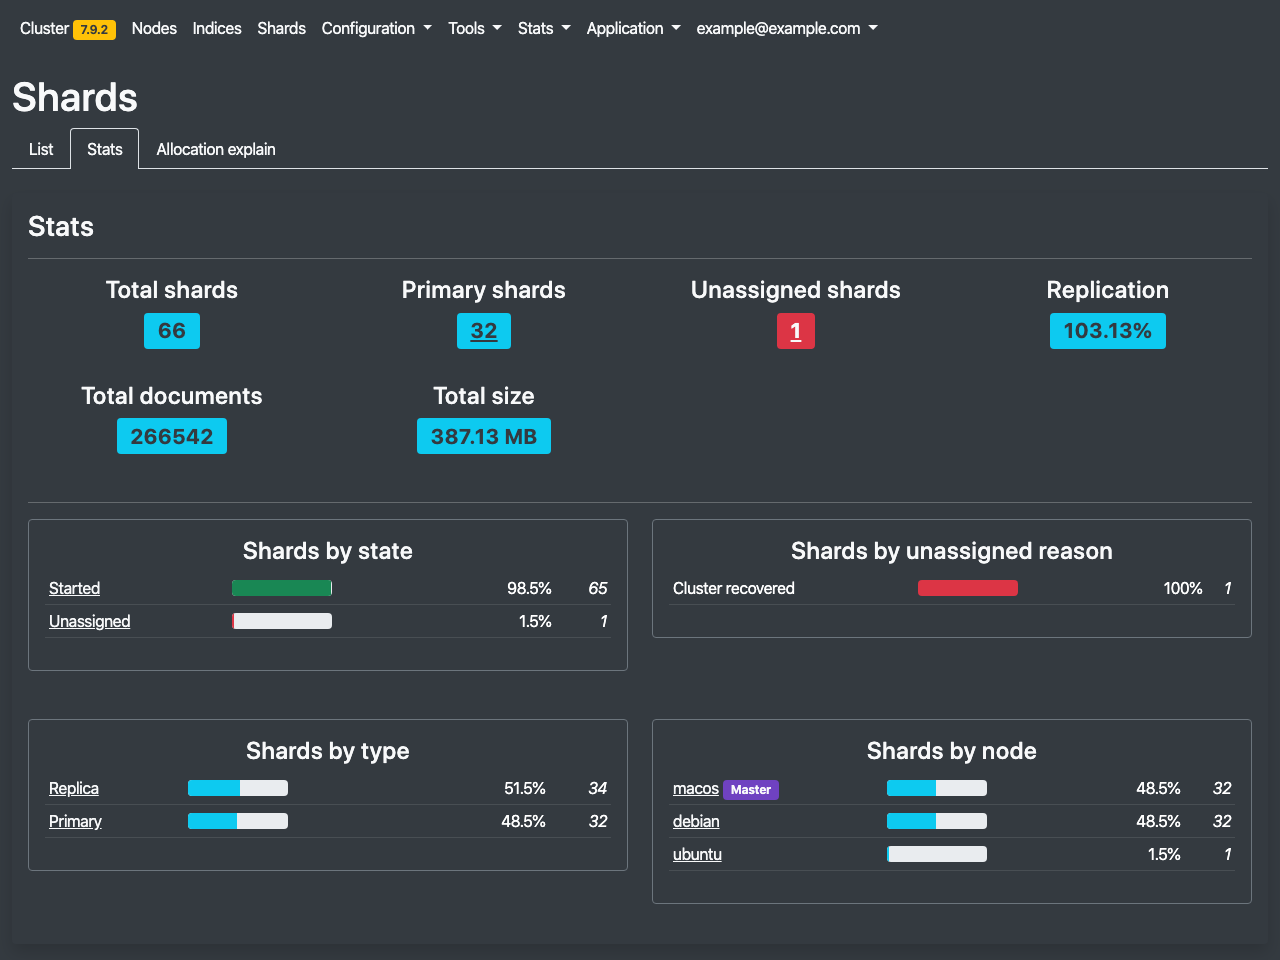 Cluster 7.9.2 Nodes Indices Shards Configuration Tools Stats Application example@example.com
Shards
List Stats Allocation explain
Stats
Total shards Primary shards Unassigned shards Replication
66 32 1 103.13%
Total documents Total size
266542 387.13 MB
Shards by state
Started 98.5% 65
Unassigned 1.5% 1
Shards by unassigned reason
Cluster recovered 100% 1
Shards by type
Replica 51.5% 34
Primary 48.5% 32
Shards by node
macos Master 48.5% 32
debian 48.5% 32
ubuntu 1.5% 1